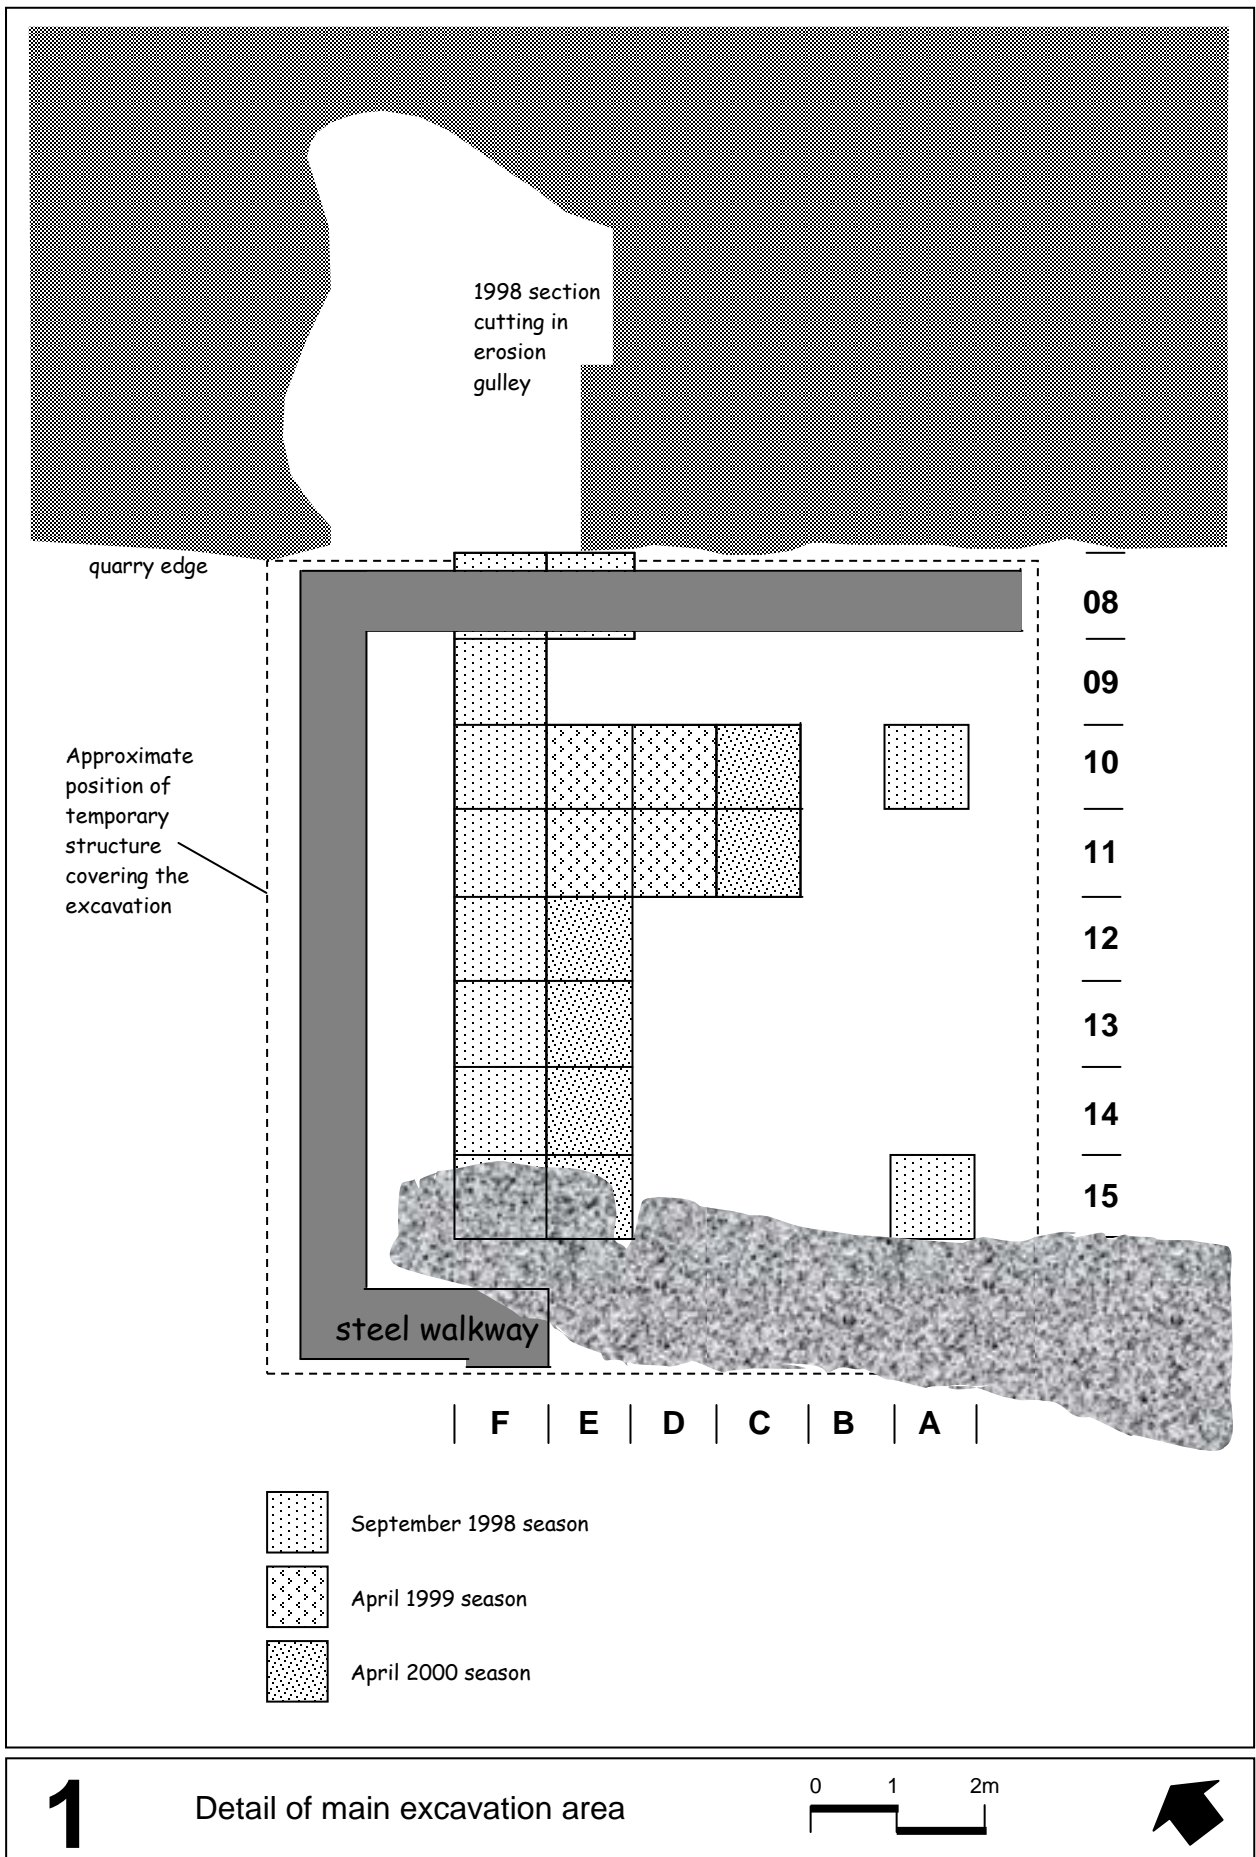 1998 section
cutting in
erosion
gulley
quarry edge
08
09
Approximate
position of
temporary
structure
covering the
excavation
10
11
12
13
14
15
steel walkway
F E D C B A
September 1998 season
April 1999 season
April 2000 season
1
Detail of main excavation area
0 1 2m